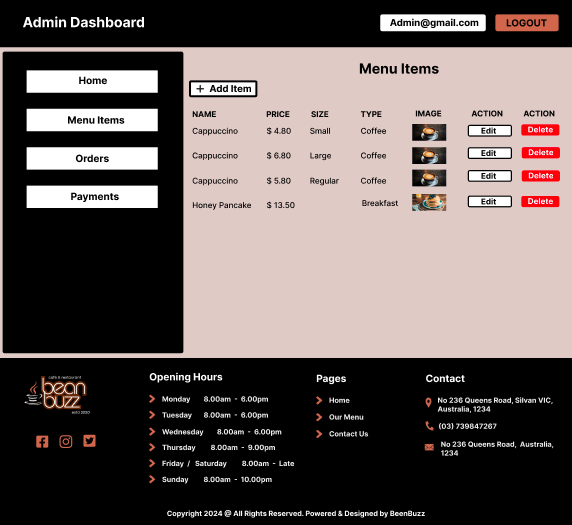 Admin Dashboard
Admin@gmail.com
LOGOUT
Home
Menu Items
Orders
Payments
Menu Items
+ Add Item
NAME PRICE SIZE TYPE IMAGE ACTION ACTION
Cappuccino $ 4.80 Small Coffee Edit Delete
Cappuccino $ 6.80 Large Coffee Edit Delete
Cappuccino $ 5.80 Regular Coffee Edit Delete
Honey Pancake $ 13.50 Breakfast Edit Delete
cafe & restaurant
bean
buzz
estd 2020
Opening Hours
Monday 8.00am - 6.00pm
Tuesday 8.00am - 6.00pm
Wednesday 8.00am - 6.00pm
Thursday 8.00am - 9.00pm
Friday / Saturday 8.00am - Late
Sunday 8.00am - 10.00pm
Pages
Home
Our Menu
Contact Us
Contact
No 236 Queens Road, Silvan VIC,
Australia, 1234
(03) 739847267
No 236 Queens Road, Australia,
1234
Copyright 2024 @ All Rights Reserved. Powered & Designed by BeenBuzz